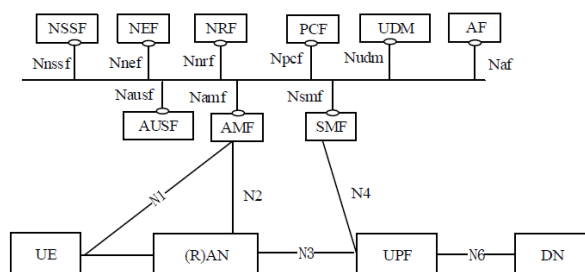 NSSF NEF NRF PCF UDM AF
Nnssf Nnef Nnrf Npcf Nudm Naf
Nausf Namf Nsmf
AUSF AMF SMF
N1 N2 N4
UE (R)AN N3 UPF N6 DN